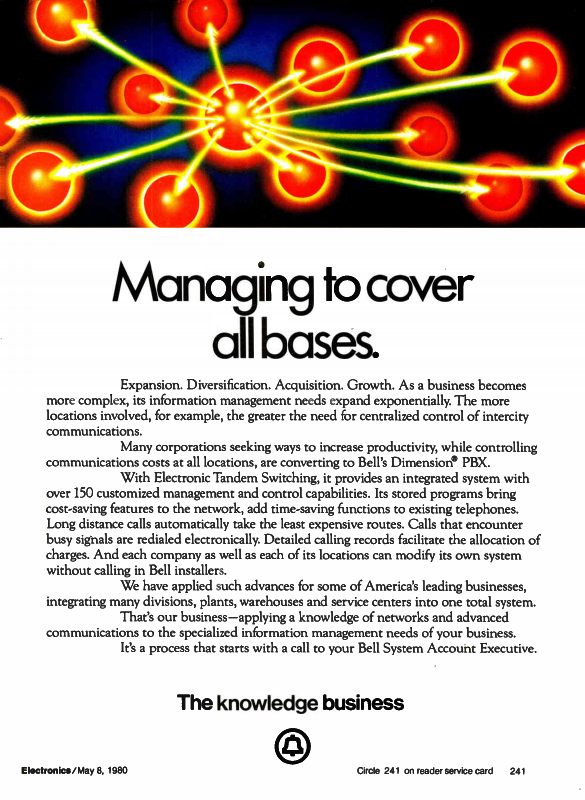 Managing to cover
all bases.
Expansion. Diversification. Acquisition. Growth. As a business becomes
more complex, its information management needs expand exponentially. The more
locations involved, for example, the greater the need for centralized control of intercity
communications.
Many corporations seeking ways to increase productivity, while controlling
communications costs at all locations, are converting to Bell's Dimension® PBX.
With Electronic Tandem Switching, it provides an integrated system with
over 150 customized management and control capabilities. Its stored programs bring
cost-saving features to the network, add time-saving functions to existing telephones.
Long distance calls automatically take the least expensive routes. Calls that encounter
busy signals are redialed electronically. Detailed calling records facilitate the allocation of
charges. And each company as well as each of its locations can modify its own system
without calling in Bell installers.
We have applied such advances for some of America's leading businesses,
integrating many divisions, plants, warehouses and service centers into one total system.
That's our business—applying a knowledge of networks and advanced
communications to the specialized information management needs of your business.
It's a process that starts with a call to your Bell System Account Executive.
The knowledge business
Electronics/May 8, 1980
Circle 241 on reader service card 241